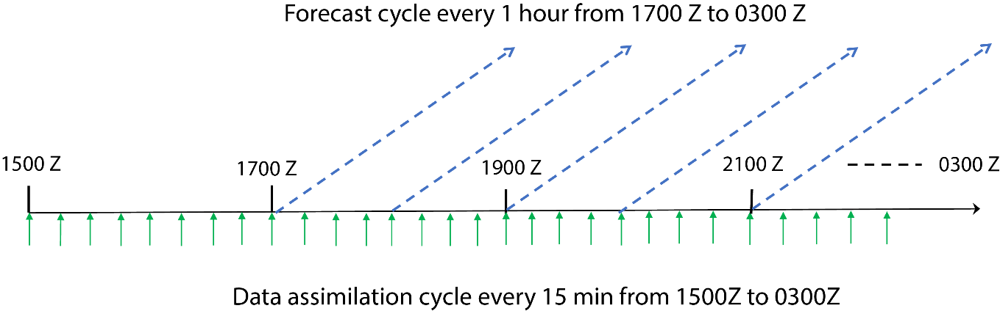 Forecast cycle every 1 hour from 1700 Z to 0300 Z
1500 Z
1700 Z
1900 Z
2100 Z
0300 Z
Data assimilation cycle every 15 min from 1500Z to 0300Z